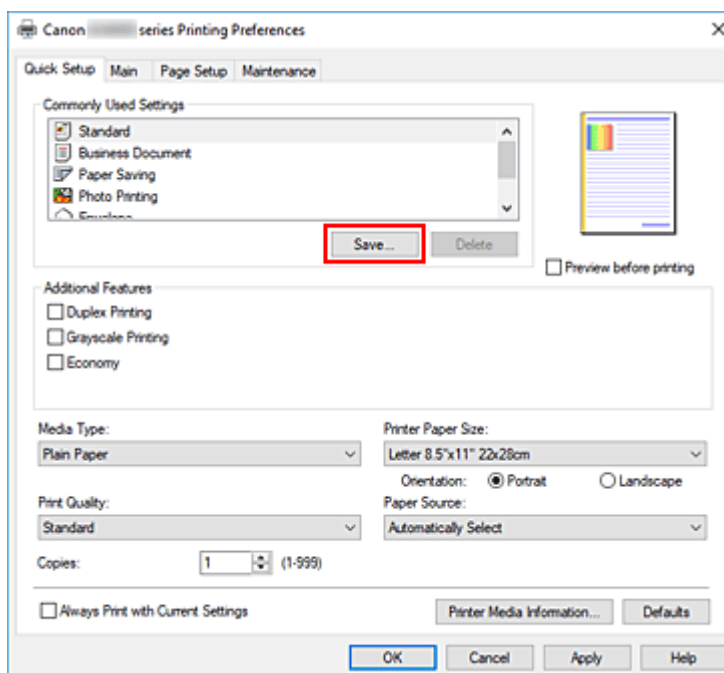 Canon series Printing Preferences
Quick Setup Main Page Setup Maintenance
Commonly Used Settings
Standard
Business Document
Paper Saving
Photo Printing
Envelope
Save... Delete
Preview before printing
Additional Features
Duplex Printing
Grayscale Printing
Economy
Media Type: Printer Paper Size:
Plain Paper Letter 8.5"x11" 22x28cm
Orientation: Portrait Landscape
Print Quality: Paper Source:
Standard Automatically Select
Copies: 1 (1-999)
Always Print with Current Settings Printer Media Information... Defaults
OK Cancel Apply Help